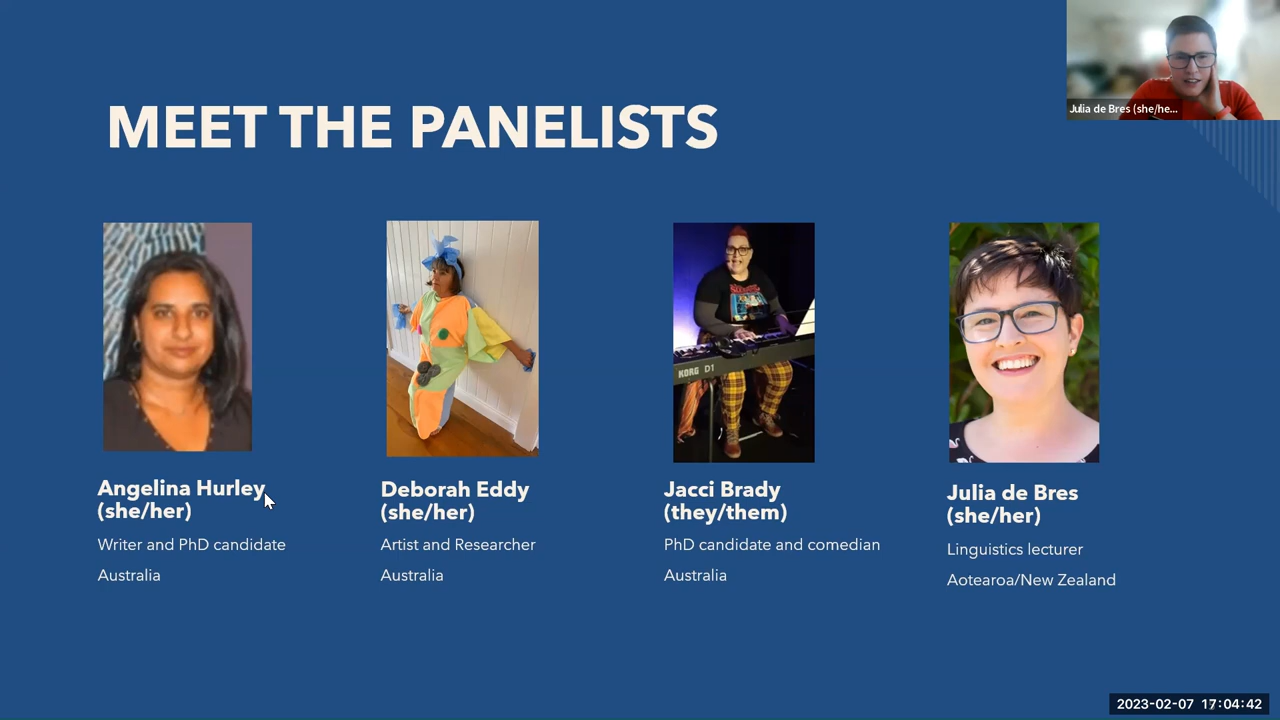 MEET THE PANELISTS
Julia de Bres (she/he...
KORG D1
Angelina Hurley
(she/her)
Writer and PhD candidate
Australia
Deborah Eddy
(she/her)
Artist and Researcher
Australia
Jacci Brady
(they/them)
PhD candidate and comedian
Australia
Julia de Bres
(she/her)
Linguistics lecturer
Aotearoa/New Zealand
2023-02-07 17:04:42